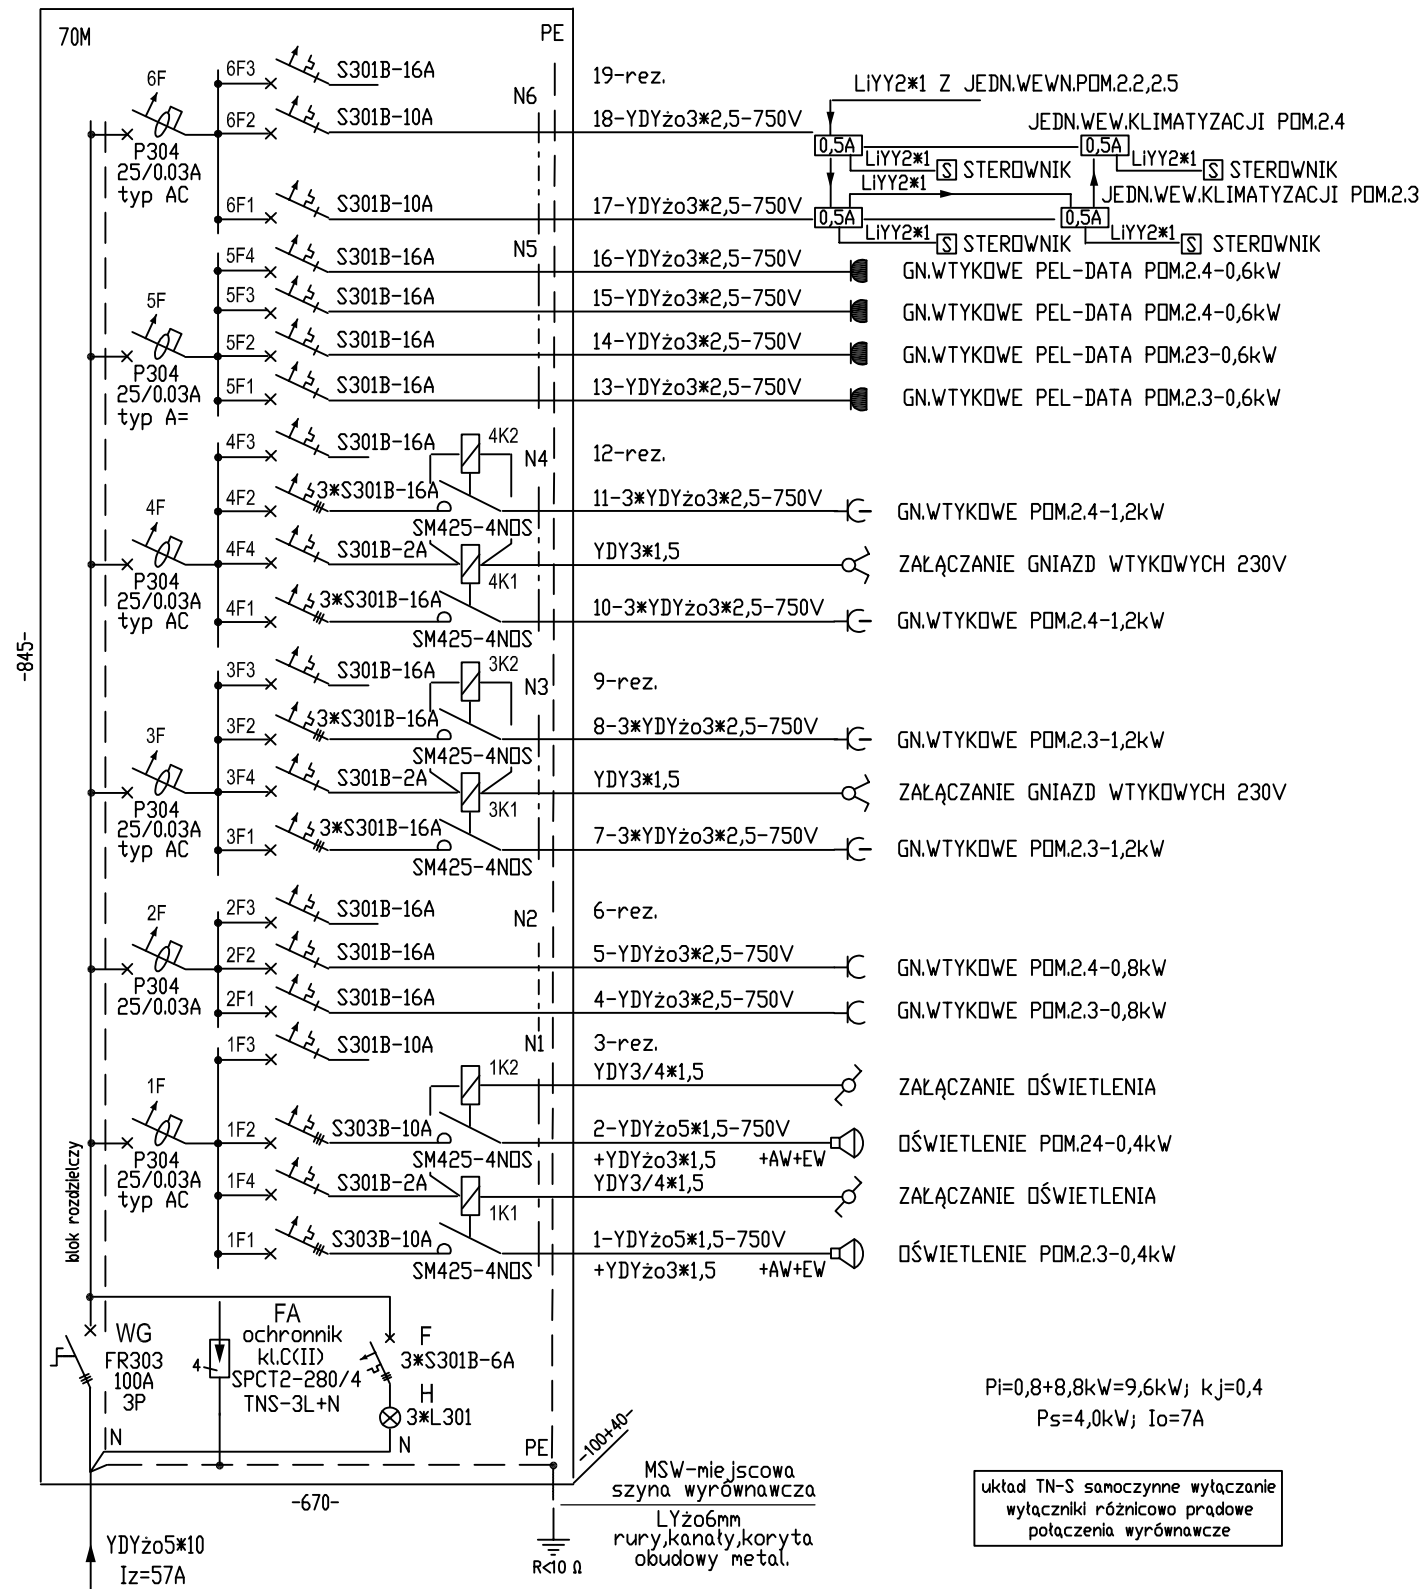 70M
PE
6F3
S301B-16A
19-rez.
6F
N6
6F2
S301B-10A
18-YDYżo3*2,5-750V
P304
25/0.03A
typ AC
LiYY2*1 Z JEDN.WEWN.POM.2.2,2.5
JEDN.WEW.KLIMATYZACJI POM.2.4
0,5A
0,5A
LiYY2*1
S STEROWNIK
LiYY2*1
S STEROWNIK
LiYY2*1
JEDN.WEW.KLIMATYZACJI POM.2.3
6F1
S301B-10A
17-YDYżo3*2,5-750V
0,5A
0,5A
LiYY2*1
S STEROWNIK
LiYY2*1
S STEROWNIK
N5
5F4
S301B-16A
16-YDYżo3*2,5-750V
GN.WTYKOWE PEL-DATA POM.2.4-0,6kW
5F
5F3
S301B-16A
15-YDYżo3*2,5-750V
GN.WTYKOWE PEL-DATA POM.2.4-0,6kW
5F2
S301B-16A
14-YDYżo3*2,5-750V
GN.WTYKOWE PEL-DATA POM.23-0,6kW
P304
25/0.03A
typ A=
5F1
S301B-16A
13-YDYżo3*2,5-750V
GN.WTYKOWE PEL-DATA POM.2.3-0,6kW
4F3
S301B-16A
4K2
N4
12-rez.
4F2
3*S301B-16A
11-3*YDYżo3*2,5-750V
GN.WTYKOWE POM.2.4-1,2kW
SM425-4NOS
4F
4F4
S301B-2A
4K1
YDY3*1,5
ZAŁĄCZANIE GNIAZD WTYKOWYCH 230V
P304
25/0.03A
typ AC
4F1
3*S301B-16A
10-3*YDYżo3*2,5-750V
GN.WTYKOWE POM.2.4-1,2kW
SM425-4NOS
-845-
3F3
S301B-16A
3K2
N3
9-rez.
3F2
3*S301B-16A
8-3*YDYżo3*2,5-750V
GN.WTYKOWE POM.2.3-1,2kW
SM425-4NOS
3F
3F4
S301B-2A
3K1
YDY3*1,5
ZAŁĄCZANIE GNIAZD WTYKOWYCH 230V
P304
25/0.03A
typ AC
3F1
3*S301B-16A
7-3*YDYżo3*2,5-750V
GN.WTYKOWE POM.2.3-1,2kW
SM425-4NOS
2F3
S301B-16A
N2
6-rez.
2F
2F2
S301B-16A
5-YDYżo3*2,5-750V
GN.WTYKOWE POM.2.4-0,8kW
P304
25/0.03A
2F1
S301B-16A
4-YDYżo3*2,5-750V
GN.WTYKOWE POM.2.3-0,8kW
1F3
S301B-10A
N1
3-rez.
1K2
YDY3/4*1,5
ZAŁĄCZANIE OŚWIETLENIA
1F
1F2
S303B-10A
2-YDYżo5*1,5-750V
+YDYżo3*1,5 +AW+EW
OŚWIETLENIE POM.24-0,4kW
SM425-4NOS
P304
25/0.03A
typ AC
1F4
S301B-2A
1K1
YDY3/4*1,5
ZAŁĄCZANIE OŚWIETLENIA
1F1
S303B-10A
1-YDYżo5*1,5-750V
+YDYżo3*1,5 +AW+EW
OŚWIETLENIE POM.2.3-0,4kW
SM425-4NOS
blok rozdzielczy
WG
FR303
100A
3P
FA
ochronnik
kl.C(II)
SPCT2-280/4
TNS-3L+N
4
F
3*S301B-6A
H
3*L301
N
N
PE
-100+40-
-670-
MSW-miejscowa
szyna wyrównawcza
LYżo6mm
rury,kanały,koryta
obudowy metal.
R<10 Ω
YDYżo5*10
Iz=57A
Pi=0,8+8,8kW=9,6kW; kj=0,4
Ps=4,0kW; Io=7A
układ TN-S samoczynne wyłączanie
wyłączniki różnicowo prądowe
połączenia wyrównawcze